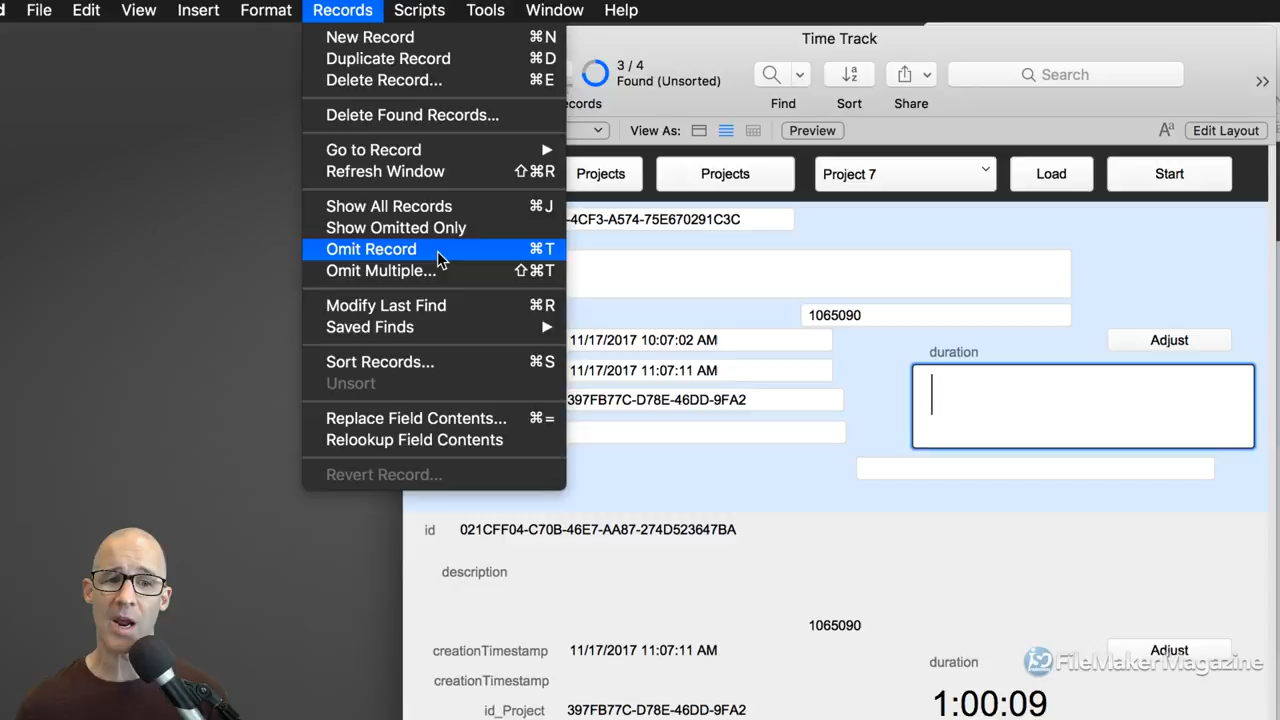 File Edit View Insert Format Records Scripts Tools Window Help
New Record ⌘N
Duplicate Record ⌘D
Delete Record... ⌘E
Delete Found Records...
Go to Record ▶
Refresh Window ⇧⌘R
Show All Records ⌘J
Show Omitted Only
Omit Record ⌘T
Omit Multiple... ⇧⌘T
Modify Last Find ⌘R
Saved Finds ▶
Sort Records... ⌘S
Unsort
Replace Field Contents... ⌘=
Relookup Field Contents
Revert Record...
Time Track
3 / 4
Found (Unsorted)
Search
cords Find Sort Share
View As: Preview Aa Edit Layout
Projects Projects Project 7 Load Start
-4CF3-A574-75E670291C3C
1065090
11/17/2017 10:07:02 AM Adjust
duration
11/17/2017 11:07:11 AM
397FB77C-D78E-46DD-9FA2
id 021CFF04-C70B-46E7-AA87-274D523647BA
description
1065090
creationTimestamp 11/17/2017 11:07:11 AM Adjust
duration
creationTimestamp
id_Project 397FB77C-D78E-46DD-9FA2 1:00:09
FileMakerMagazine